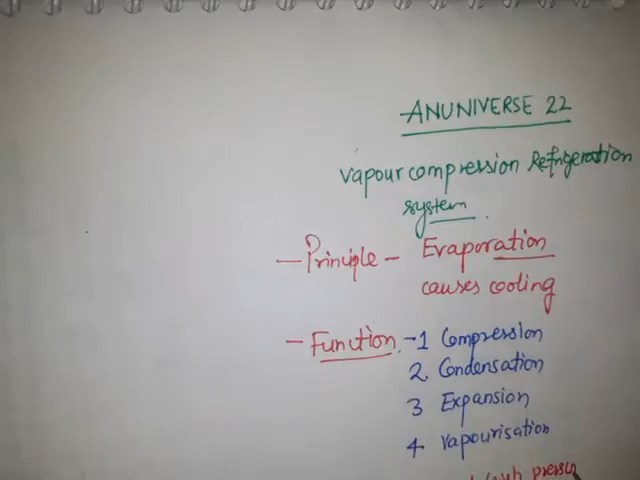 ANUNIVERSE 22
vapour compression Refrigeration
system.
- Principle - Evaporation
causes cooling
- Function. - 1 Compression
2. Condensation
3 Expansion
4 vapourisation